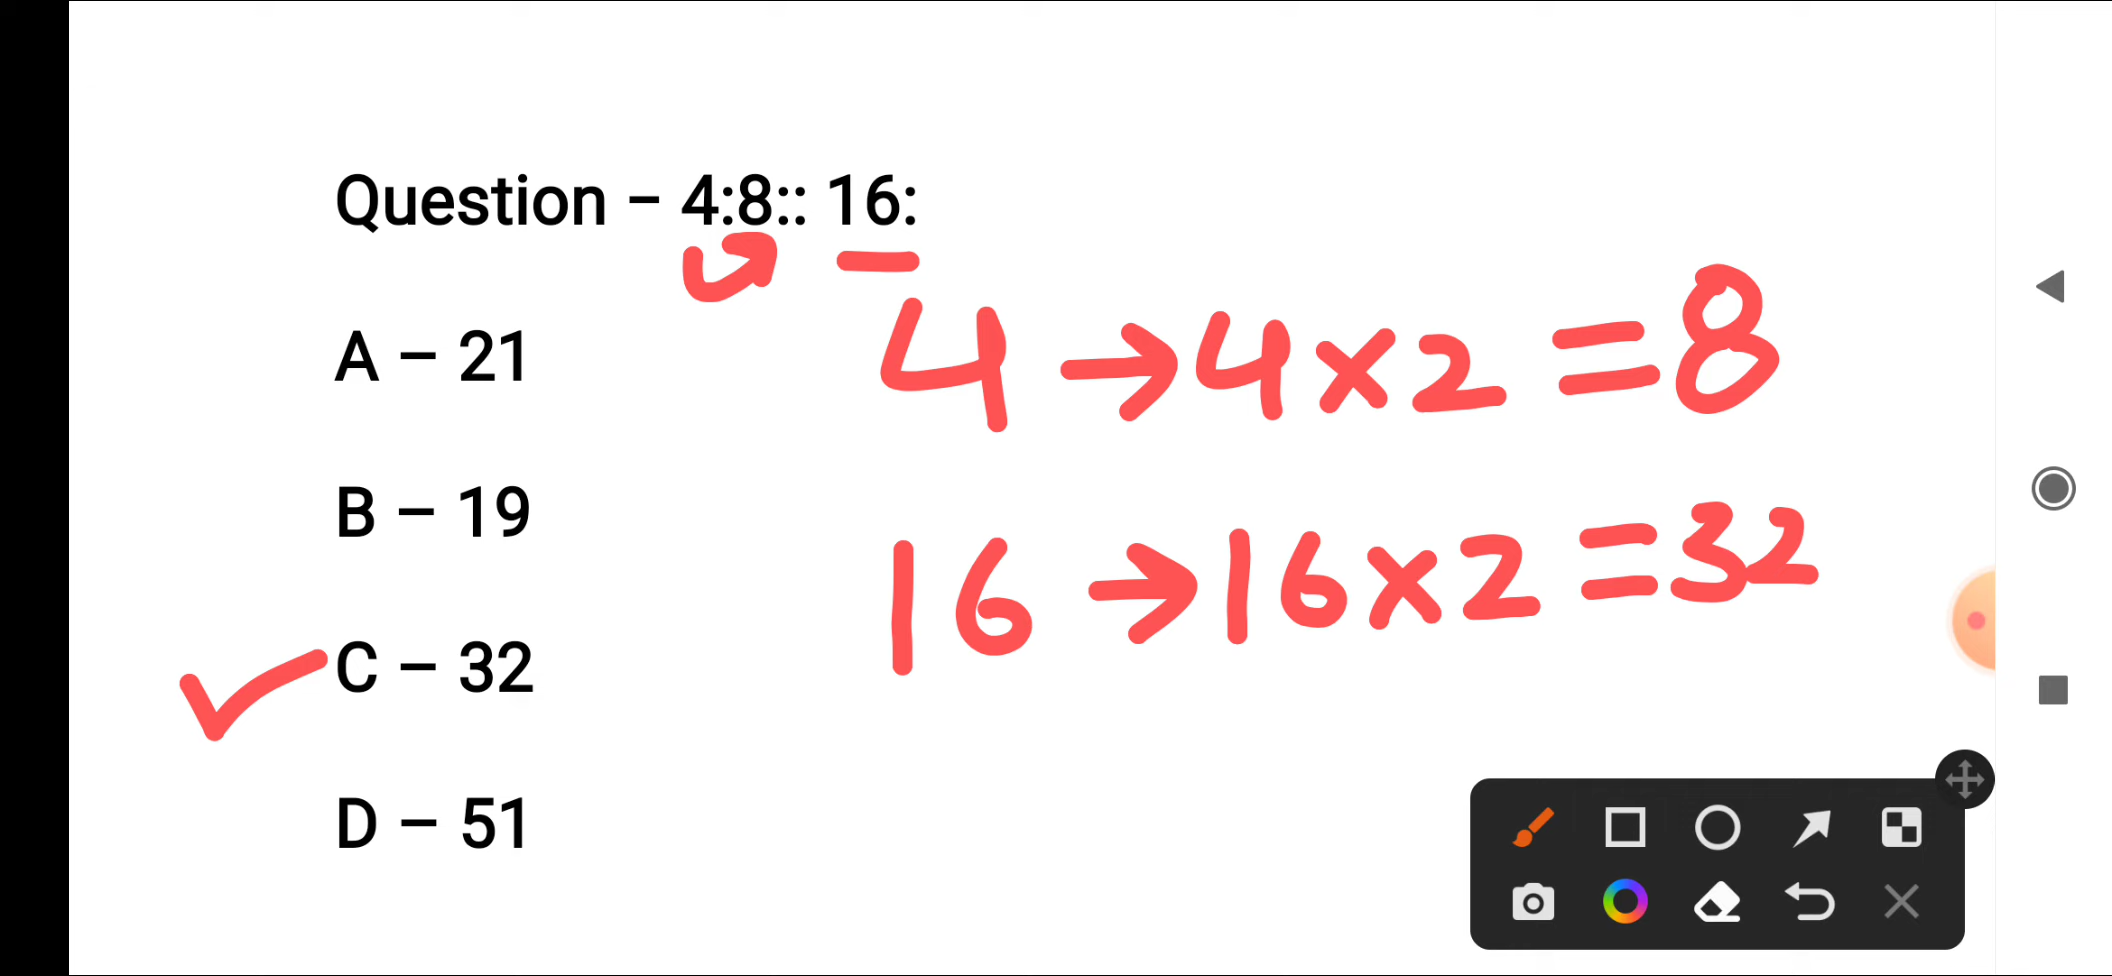 Question – 4:8:: 16:
A – 21
4 → 4 × 2 = 8
B – 19
16 → 16 × 2 = 32
C – 32
D – 51